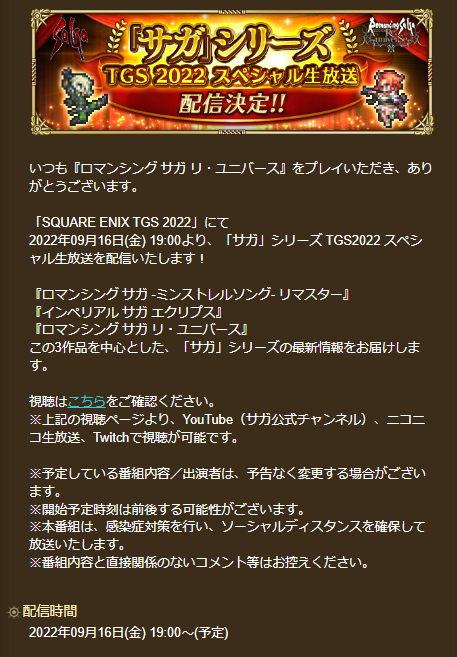 SaGa
Romancing SaGa
Re;univerSe
「サガ」シリーズ
TGS 2022 スペシャル生放送
配信決定!!
いつも『ロマンシング サガ リ・ユニバース』をプレイいただき、あり
がとうございます。
「SQUARE ENIX TGS 2022」にて
2022年09月16日(金) 19:00より、「サガ」シリーズ TGS2022 スペシ
ャル生放送を配信いたします！
『ロマンシング サガ -ミンストレルソング- リマスター』
『インペリアル サガ エクリプス』
『ロマンシング サガ リ・ユニバース』
この3作品を中心とした、「サガ」シリーズの最新情報をお届けしま
す。
視聴はこちらをご確認ください。
※上記の視聴ページより、YouTube（サガ公式チャンネル）、ニコニ
コ生放送、Twitchで視聴が可能です。
※予定している番組内容／出演者は、予告なく変更する場合がござい
ます。
※開始予定時刻は前後する可能性がございます。
※本番組は、感染症対策を行い、ソーシャルディスタンスを確保して
放送いたします。
※番組内容と直接関係のないコメント等はお控えください。
配信時間
2022年09月16日(金) 19:00～(予定)